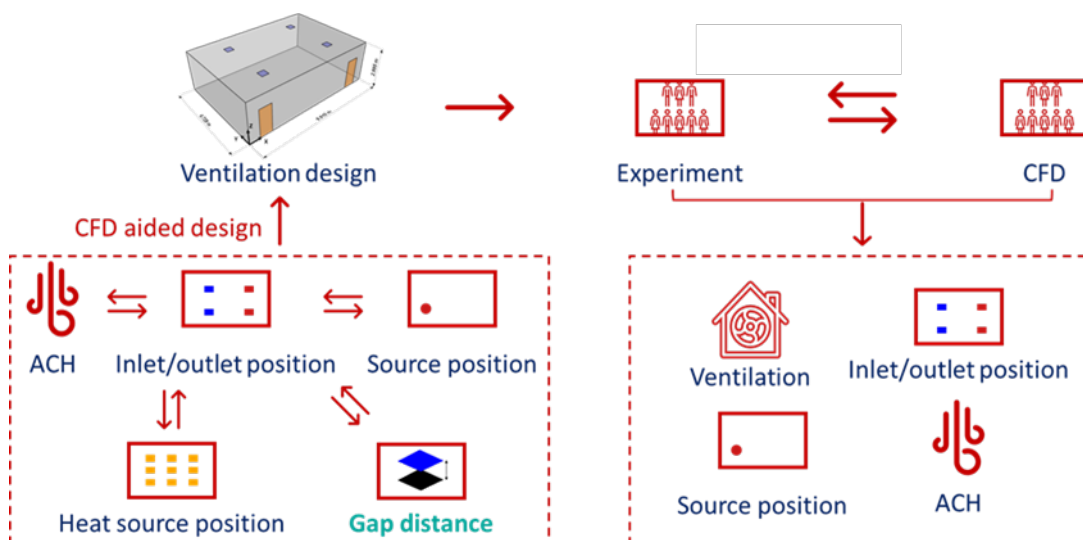 Ventilation design
CFD aided design
ACH
Inlet/outlet position
Source position
Heat source position
Gap distance
Experiment
CFD
Ventilation
Inlet/outlet position
Source position
ACH